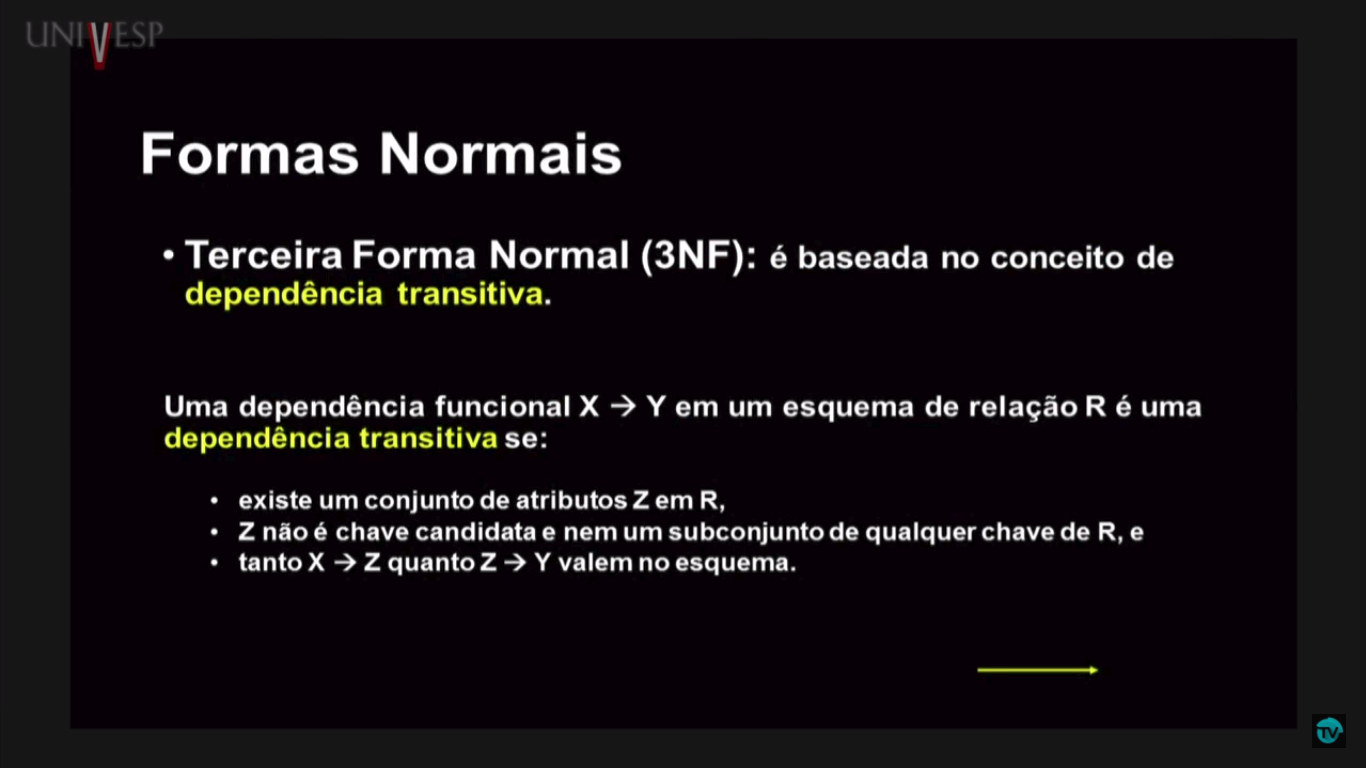 UNIVESP
Formas Normais
• Terceira Forma Normal (3NF): é baseada no conceito de
dependência transitiva.
Uma dependência funcional X → Y em um esquema de relação R é uma
dependência transitiva se:
• existe um conjunto de atributos Z em R,
• Z não é chave candidata e nem um subconjunto de qualquer chave de R, e
• tanto X → Z quanto Z → Y valem no esquema.
TV